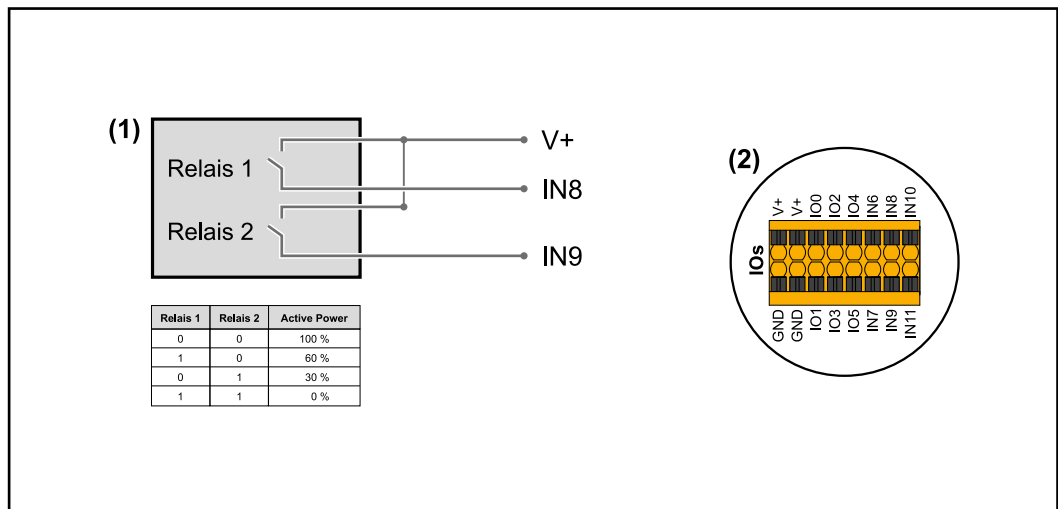 (1)
Relais 1
Relais 2
V+
IN8
IN9
Relais 1 Relais 2 Active Power
0 0 100 %
1 0 60 %
0 1 30 %
1 1 0 %
(2)
V+ V+ IO0 IO2 IO4 IN6 IN8 IN10
IOs
GND GND IO1 IO3 IO5 IN7 IN9 IN11